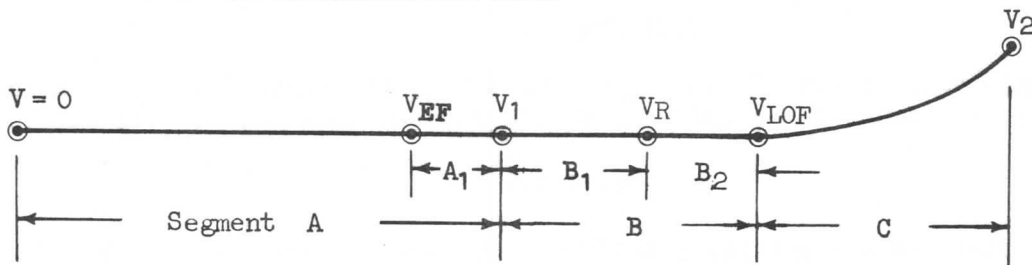 V2
V = 0
VEF
V1
VR
VLOF
A1
B1
B2
Segment A
B
C